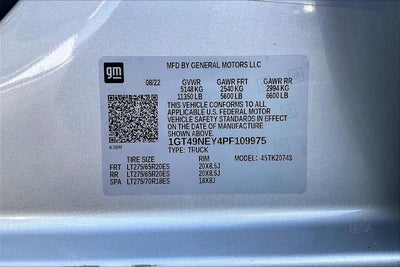 gm
MFD BY GENERAL MOTORS LLC
08/22 GVWR GAWR FRT GAWR RR
5148 KG 2540 KG 2994 KG
11350 LB 5600 LB 6600 LB
THIS VEHICLE CONFORMS TO ALL
APPLICABLE U.S. FEDERAL MOTOR
VEHICLE SAFETY STANDARDS IN EFFECT
ON THE DATE OF MANUFACTURE
SHOWN ABOVE.
1GT49NEY4PF109975
636R TYPE: TRUCK
TIRE SIZE RIM MODEL: 45TK20743
FRT LT275/65R20ES 20X8.5J
RR LT275/65R20ES 20X8.5J
SPA LT275/70R18ES 18X8J